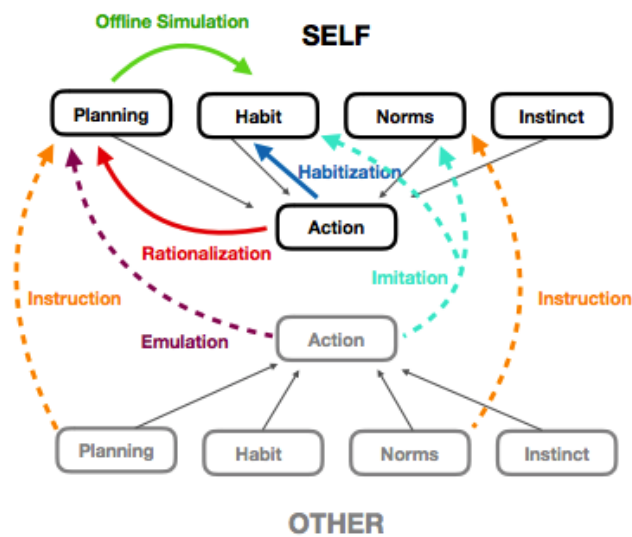 Offline Simulation
SELF
Planning
Habit
Norms
Instinct
Habitization
Action
Rationalization
Imitation
Instruction
Instruction
Emulation
Action
Planning
Habit
Norms
Instinct
OTHER